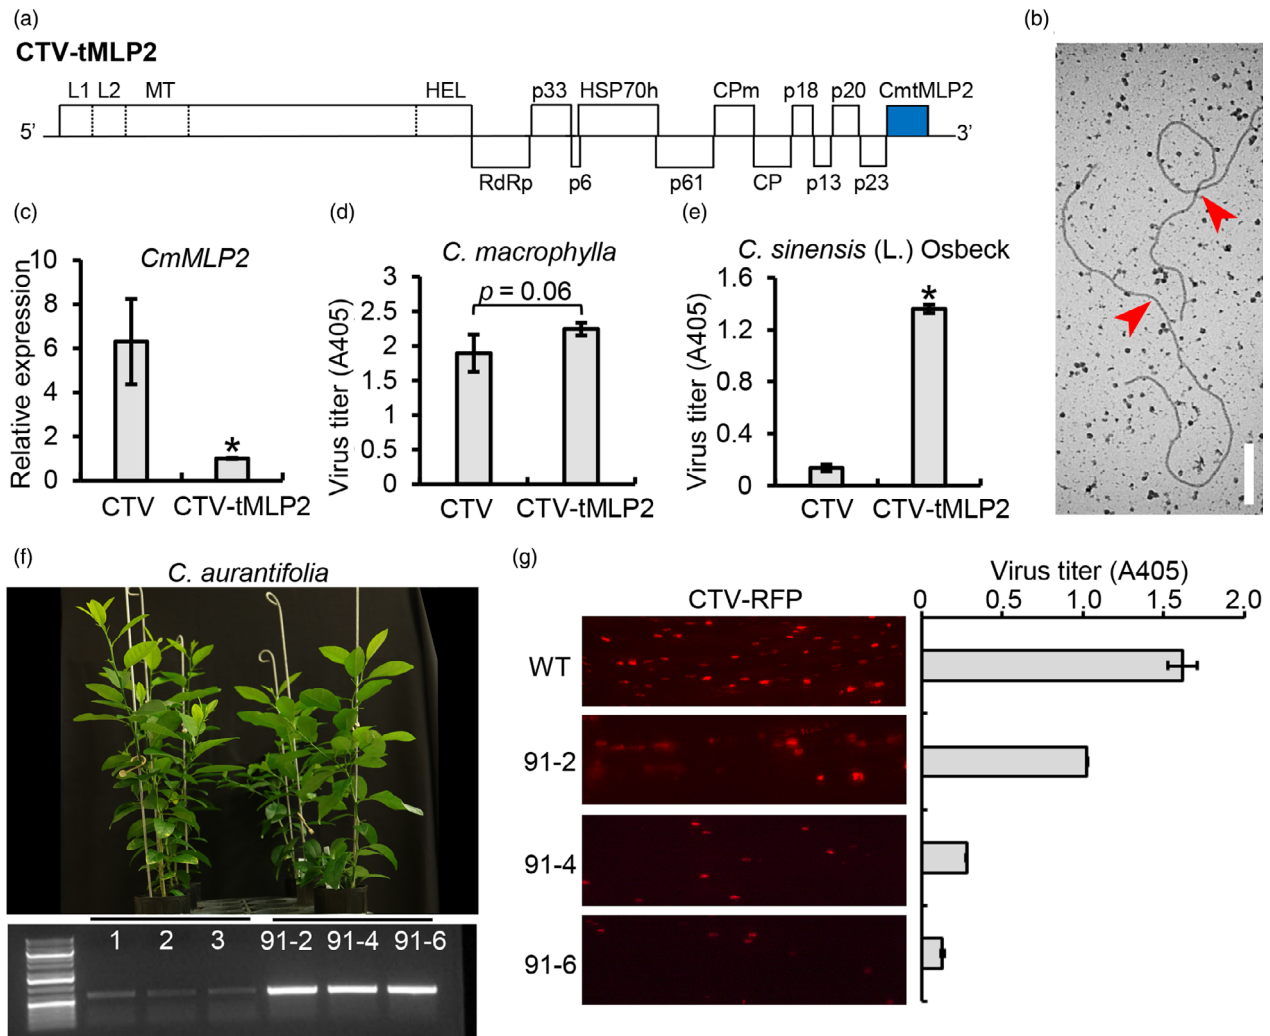 (a)
CTV-tMLP2
L1 L2 MT HEL p33 HSP70h CPm p18 p20 CmtMLP2
5' 3'
RdRp p6 p61 CP p13 p23
(b)
(c)
CmMLP2
Relative expression
10
8
6
4
2
0
CTV CTV-tMLP2
*
(d)
C. macrophylla
Virus titer (A405)
3
2.5
2
1.5
1
0.5
0
p = 0.06
CTV CTV-tMLP2
(e)
C. sinensis (L.) Osbeck
Virus titer (A405)
1.6
1.2
0.8
0.4
0
*
CTV CTV-tMLP2
(f)
C. aurantifolia
1 2 3 91-2 91-4 91-6
(g)
CTV-RFP
Virus titer (A405)
0 0.5 1.0 1.5 2.0
WT
91-2
91-4
91-6